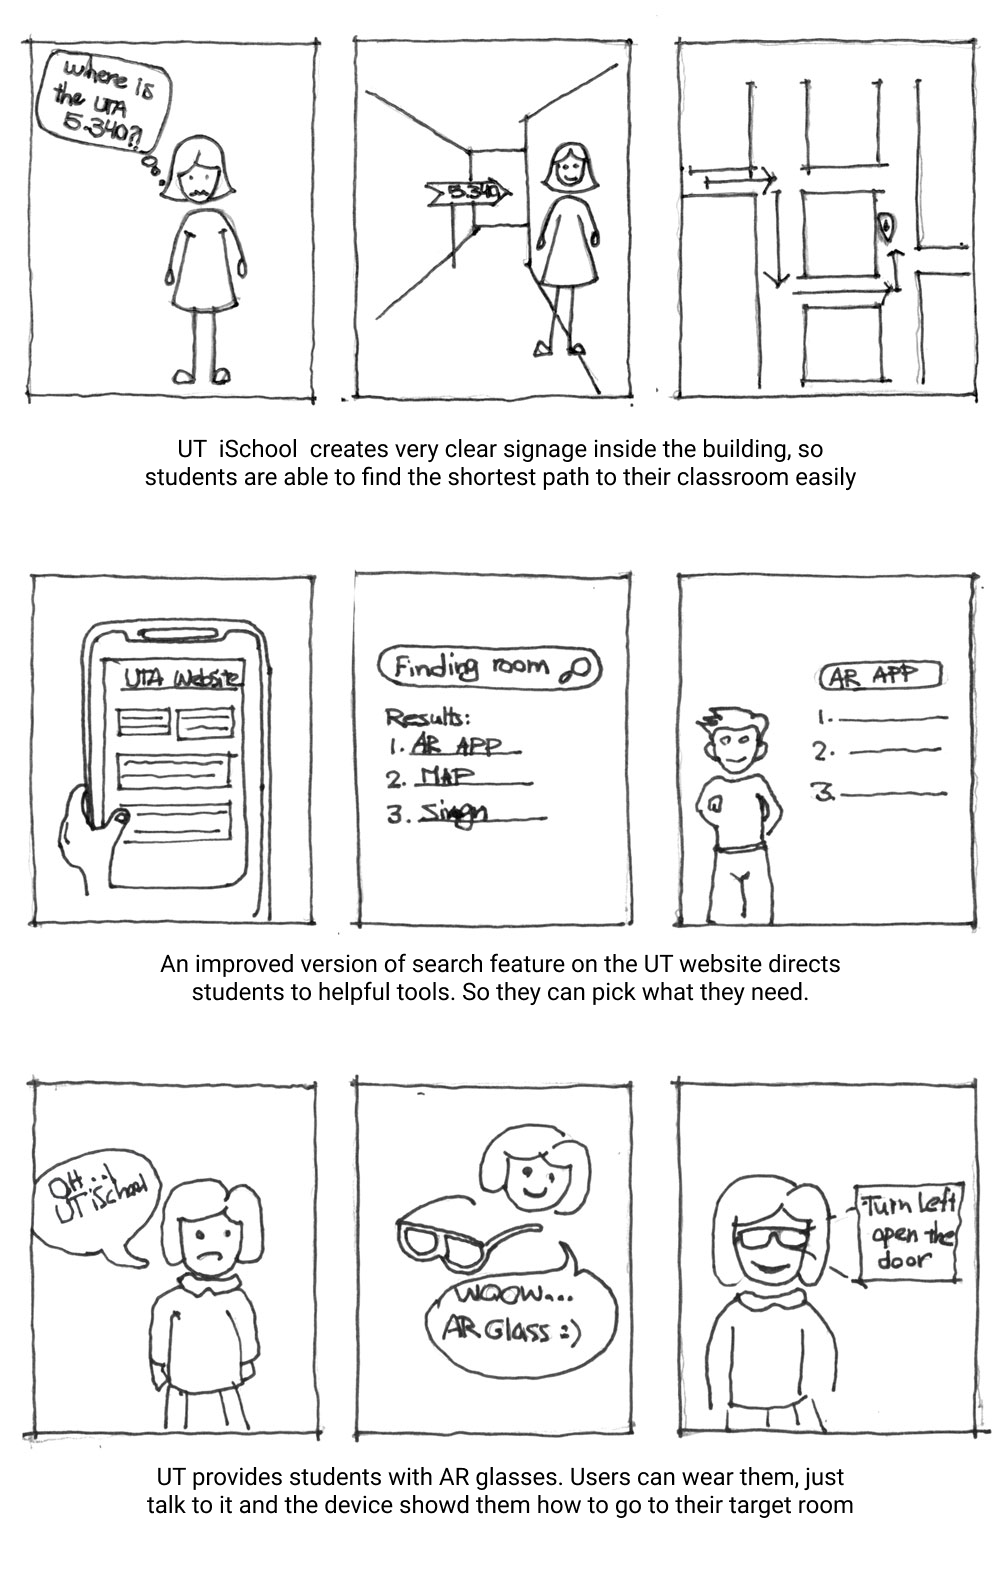 where is
the UTA
5.340?!
5.340
UT iSchool creates very clear signage inside the building, so
students are able to find the shortest path to their classroom easily
UTA Website
Finding room
Results:
1. AR APP
2. MAP
3. Singn
AR APP
1.
2.
3.
An improved version of search feature on the UT website directs
students to helpful tools. So they can pick what they need.
OH...!
UT iSchool
WOOW...
AR Glass :)
Turn Left
open the
door
UT provides students with AR glasses. Users can wear them, just
talk to it and the device showd them how to go to their target room